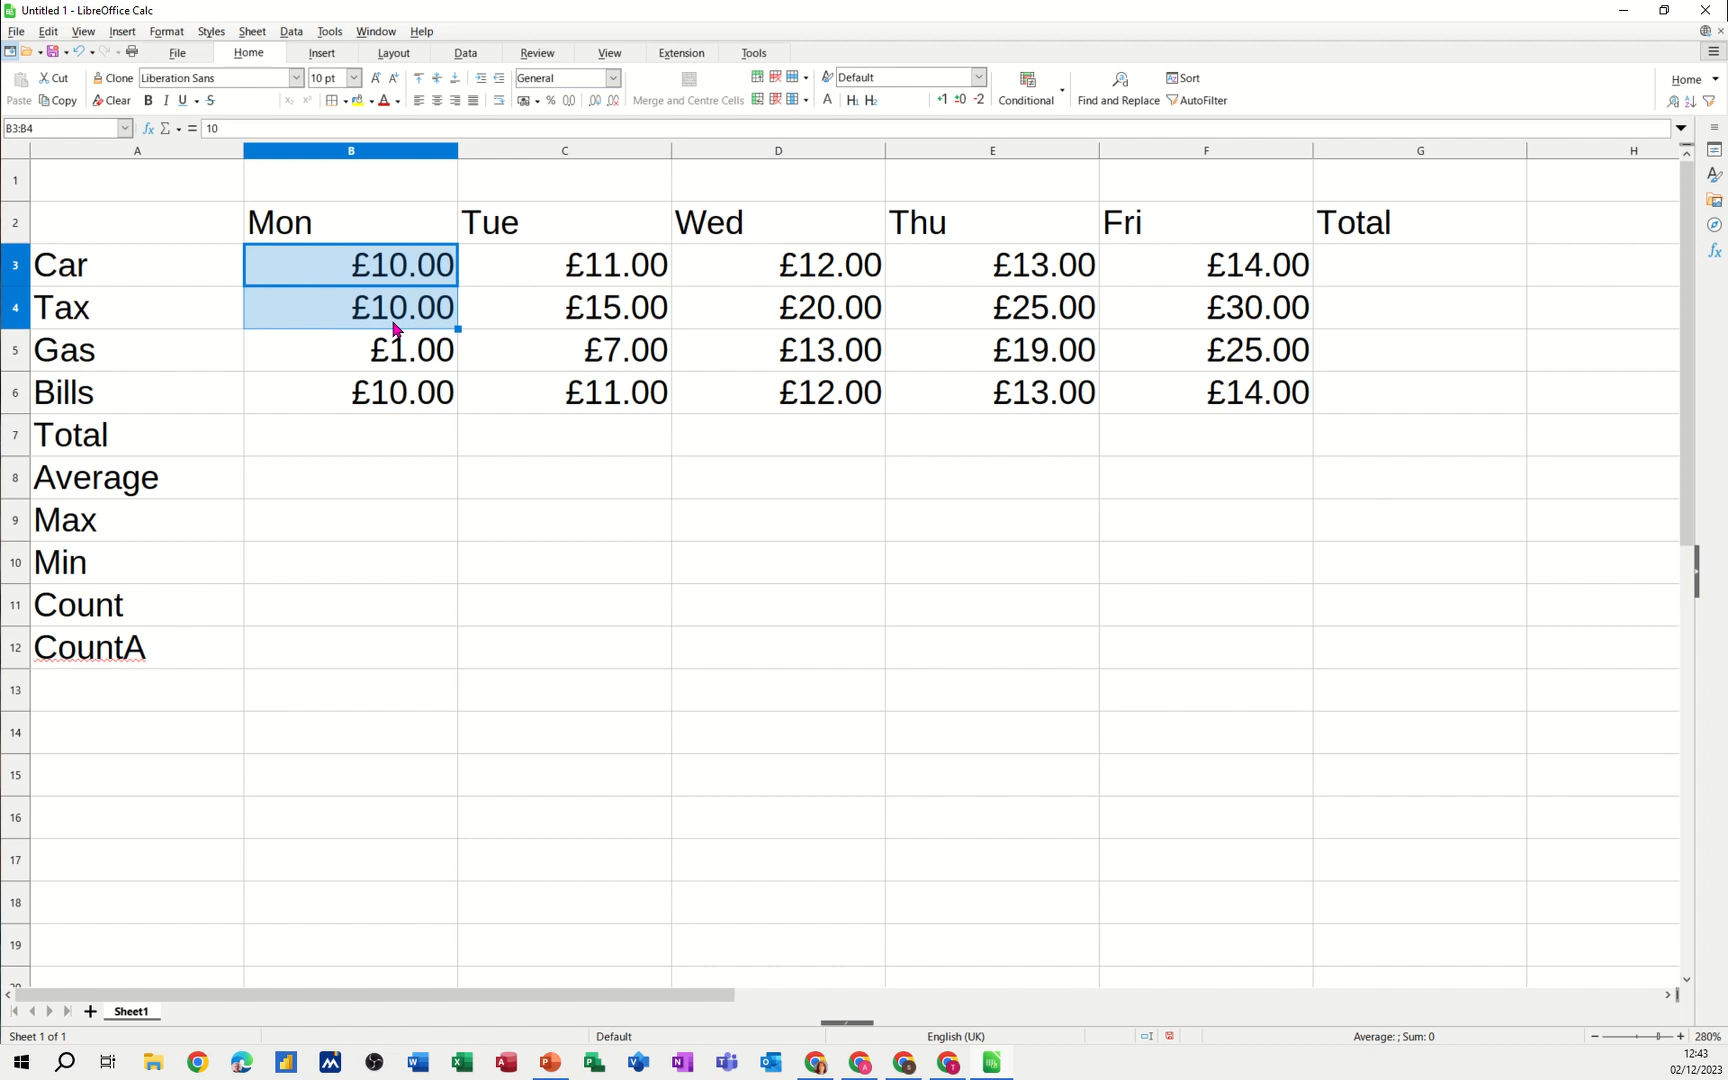 Untitled 1 - LibreOffice Calc
File Edit View Insert Format Styles Sheet Data Tools Window Help
File Home Insert Layout Data Review View Extension Tools
Paste Cut Copy Clone Clear Liberation Sans 10 pt General Merge and Centre Cells Default Conditional Find and Replace Sort AutoFilter Home
B3:B4 10
A B C D E F G H
1
2 Mon Tue Wed Thu Fri Total
3 Car £10.00 £11.00 £12.00 £13.00 £14.00
4 Tax £10.00 £15.00 £20.00 £25.00 £30.00
5 Gas £1.00 £7.00 £13.00 £19.00 £25.00
6 Bills £10.00 £11.00 £12.00 £13.00 £14.00
7 Total
8 Average
9 Max
10 Min
11 Count
12 CountA
13
14
15
16
17
18
19
Sheet1
Sheet 1 of 1 Default English (UK) Average: ; Sum: 0 280%
12:43
02/12/2023